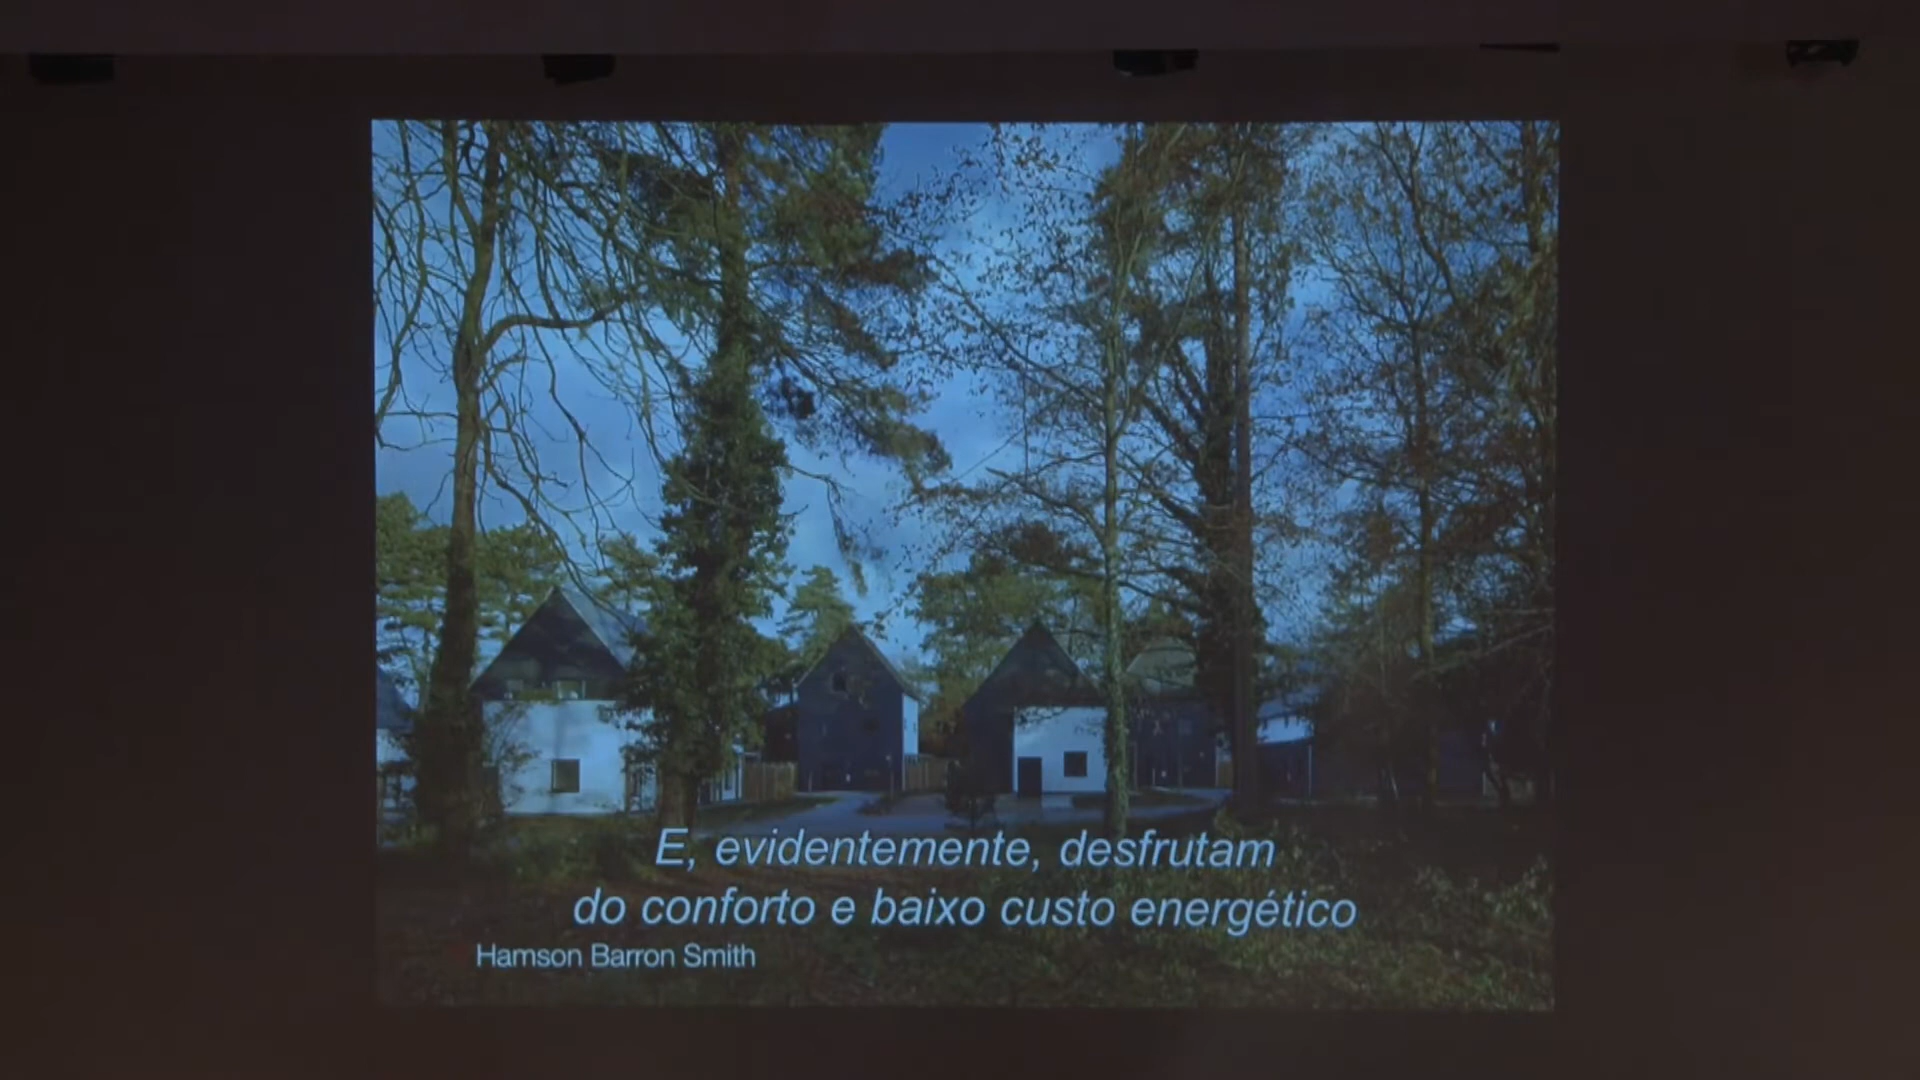 E, evidentemente, desfrutam
do conforto e baixo custo energético
Hamson Barron Smith